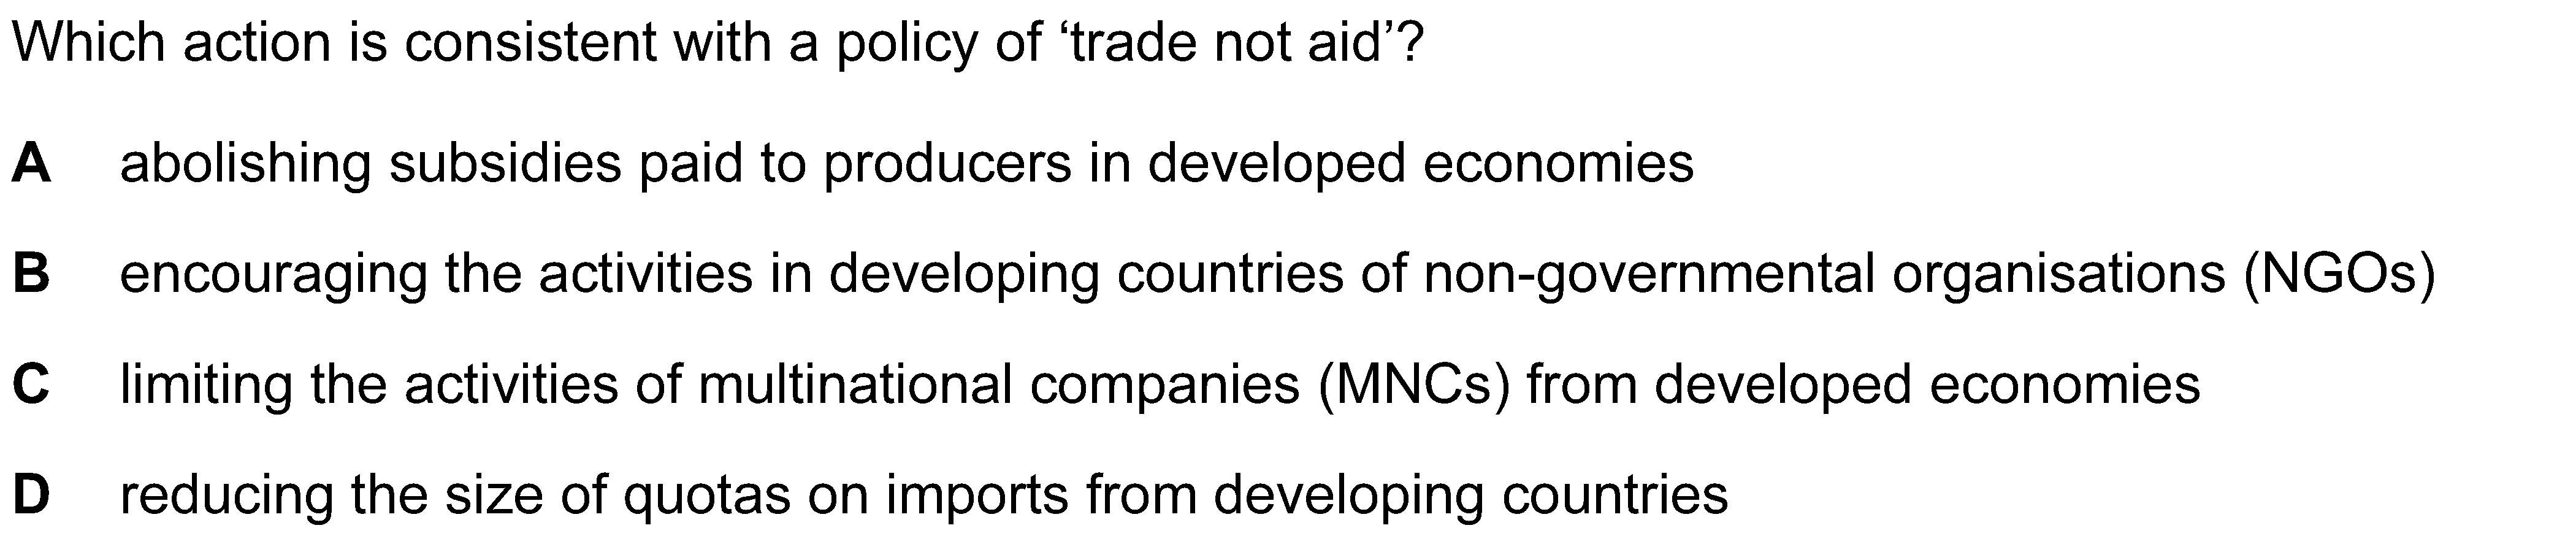 Which action is consistent with a policy of ‘trade not aid’?
A abolishing subsidies paid to producers in developed economies
B encouraging the activities in developing countries of non-governmental organisations (NGOs)
C limiting the activities of multinational companies (MNCs) from developed economies
D reducing the size of quotas on imports from developing countries